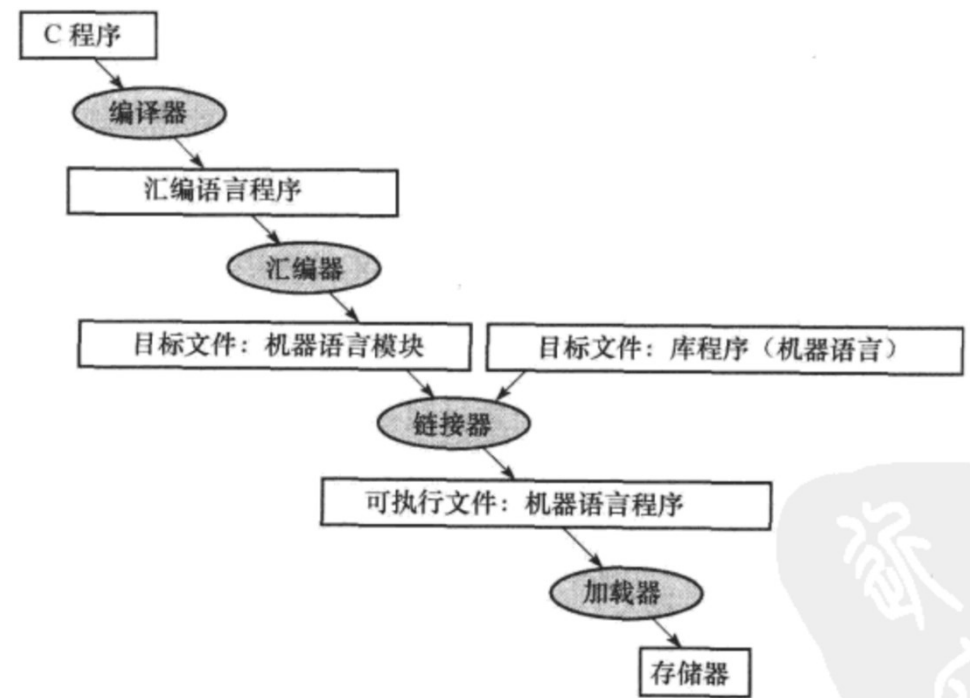 C 程序
编译器
汇编语言程序
汇编器
目标文件：机器语言模块
目标文件：库程序（机器语言）
链接器
可执行文件：机器语言程序
加载器
存储器